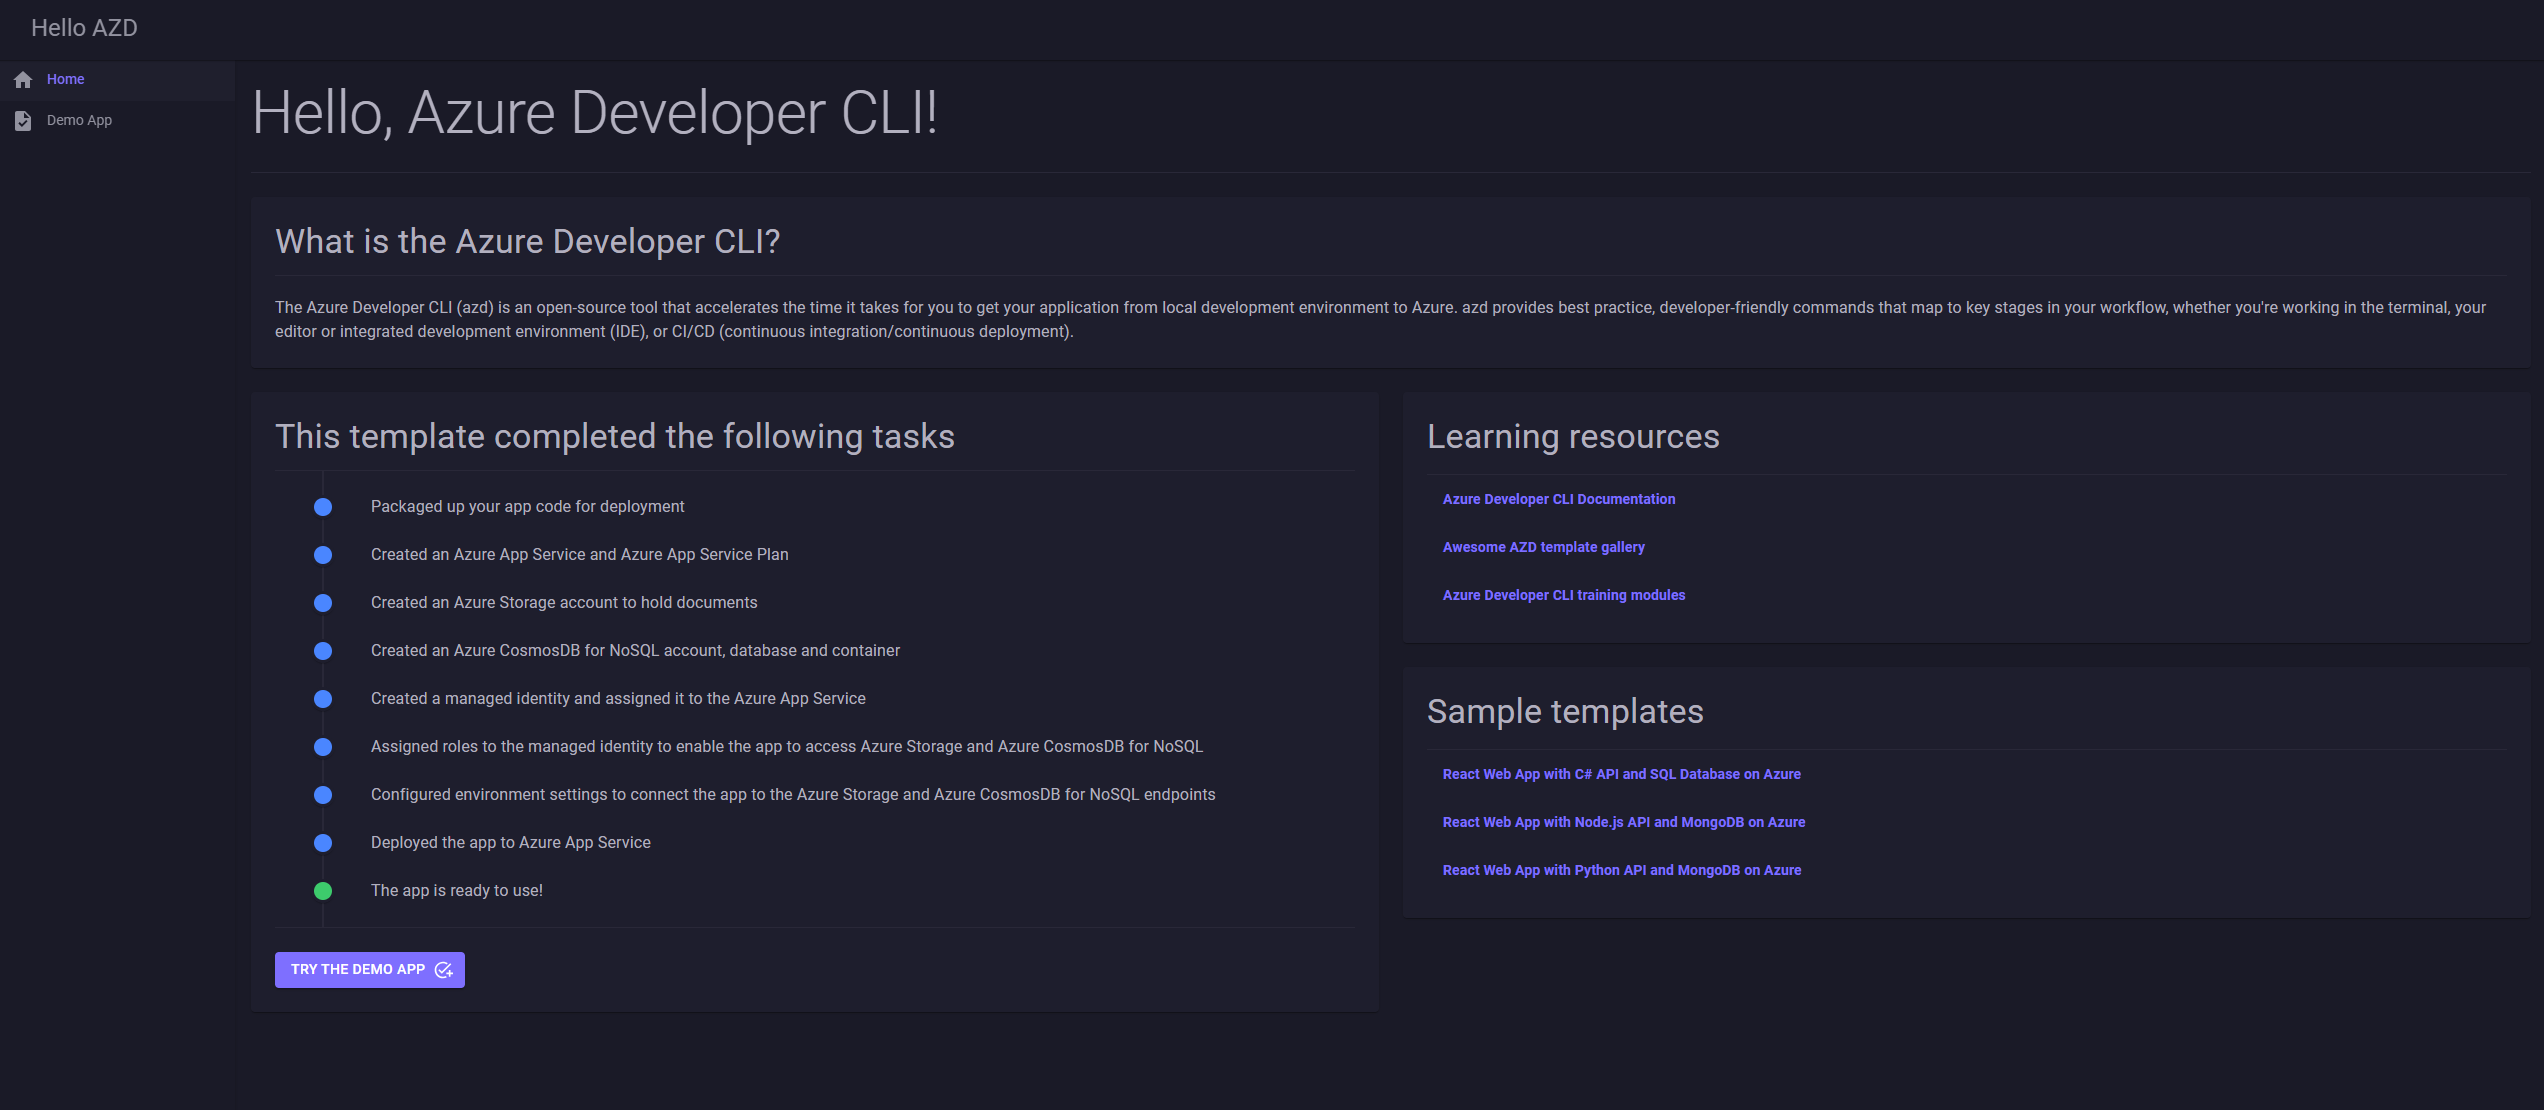 Hello AZD
Home
Demo App
Hello, Azure Developer CLI!
What is the Azure Developer CLI?
The Azure Developer CLI (azd) is an open-source tool that accelerates the time it takes for you to get your application from local development environment to Azure. azd provides best practice, developer-friendly commands that map to key stages in your workflow, whether you're working in the terminal, your
editor or integrated development environment (IDE), or CI/CD (continuous integration/continuous deployment).
This template completed the following tasks
Packaged up your app code for deployment
Created an Azure App Service and Azure App Service Plan
Created an Azure Storage account to hold documents
Created an Azure CosmosDB for NoSQL account, database and container
Created a managed identity and assigned it to the Azure App Service
Assigned roles to the managed identity to enable the app to access Azure Storage and Azure CosmosDB for NoSQL
Configured environment settings to connect the app to the Azure Storage and Azure CosmosDB for NoSQL endpoints
Deployed the app to Azure App Service
The app is ready to use!
TRY THE DEMO APP
Learning resources
Azure Developer CLI Documentation
Awesome AZD template gallery
Azure Developer CLI training modules
Sample templates
React Web App with C# API and SQL Database on Azure
React Web App with Node.js API and MongoDB on Azure
React Web App with Python API and MongoDB on Azure